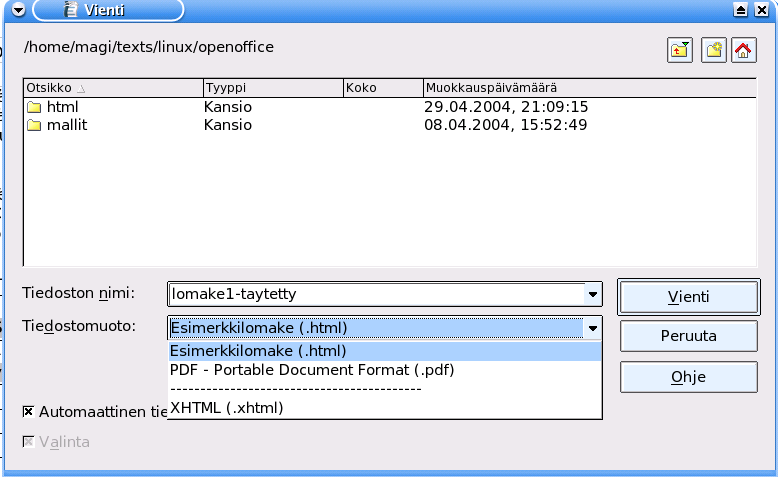 Vienti
/home/magi/texts/linux/openoffice
Otsikko Tyyppi Koko Muokkauspäivämäärä
html Kansio 29.04.2004, 21:09:15
mallit Kansio 08.04.2004, 15:52:49
Tiedoston nimi: lomake1-taytetty Vienti
Tiedostomuoto: Esimerkkilomake (.html) Peruuta
Esimerkkilomake (.html)
PDF - Portable Document Format (.pdf) Ohje
------------------------------------------
XHTML (.xhtml)
Automaattinen tie
Valinta